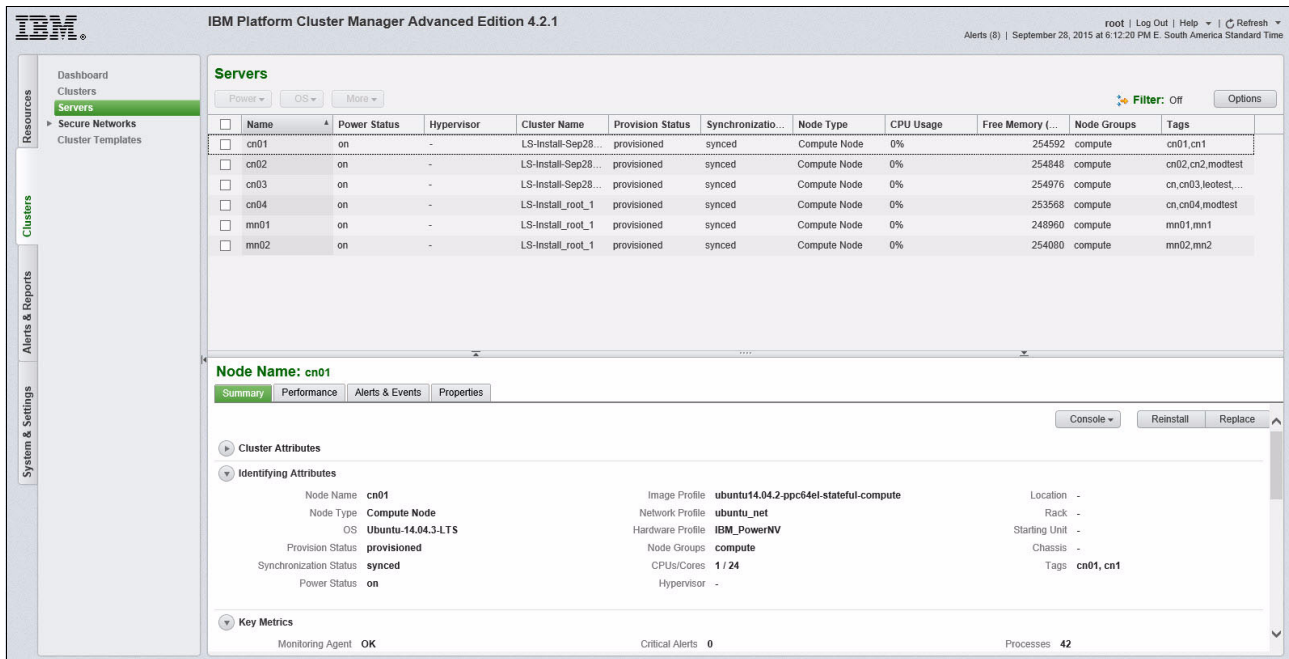 IBM®
IBM Platform Cluster Manager Advanced Edition 4.2.1
root | Log Out | Help | Refresh
Alerts (8) | September 28, 2015 at 6:12:20 PM E. South America Standard Time
Resources
Clusters
Alerts & Reports
System & Settings
Dashboard
Clusters
Servers
Secure Networks
Cluster Templates
Servers
Power OS More Filter: Off Options
Name Power Status Hypervisor Cluster Name Provision Status Synchronizatio... Node Type CPU Usage Free Memory (... Node Groups Tags
cn01 on - LS-Install-Sep28... provisioned synced Compute Node 0% 254592 compute cn01,cn1
cn02 on - LS-Install-Sep28... provisioned synced Compute Node 0% 254848 compute cn02,cn2,modtest
cn03 on - LS-Install-Sep28... provisioned synced Compute Node 0% 254976 compute cn,cn03,leotest,...
cn04 on - LS-Install_root_1 provisioned synced Compute Node 0% 253568 compute cn,cn04,modtest
mn01 on - LS-Install_root_1 provisioned synced Compute Node 0% 248960 compute mn01,mn1
mn02 on - LS-Install_root_1 provisioned synced Compute Node 0% 254080 compute mn02,mn2
Node Name: cn01
Summary Performance Alerts & Events Properties
Console Reinstall Replace
Cluster Attributes
Identifying Attributes
Node Name cn01 Image Profile ubuntu14.04.2-ppc64el-stateful-compute Location -
Node Type Compute Node Network Profile ubuntu_net Rack -
OS Ubuntu-14.04.3-LTS Hardware Profile IBM_PowerNV Starting Unit -
Provision Status provisioned Node Groups compute Chassis -
Synchronization Status synced CPUs/Cores 1 / 24 Tags cn01, cn1
Power Status on Hypervisor -
Key Metrics
Monitoring Agent OK Critical Alerts 0 Processes 42